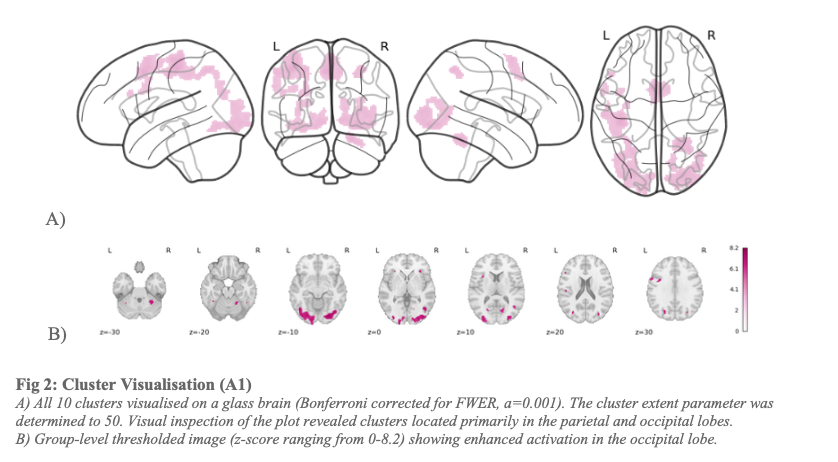 L R L R
A)
L R L R L R L R L R L R L R
8.2
6.1
4.1
2
0
B) z=-30 z=-20 z=-10 z=0 z=10 z=20 z=30
Fig 2: Cluster Visualisation (A1)
A) All 10 clusters visualised on a glass brain (Bonferroni corrected for FWER, a=0.001). The cluster extent parameter was
determined to 50. Visual inspection of the plot revealed clusters located primarily in the parietal and occipital lobes.
B) Group-level thresholded image (z-score ranging from 0-8.2) showing enhanced activation in the occipital lobe.